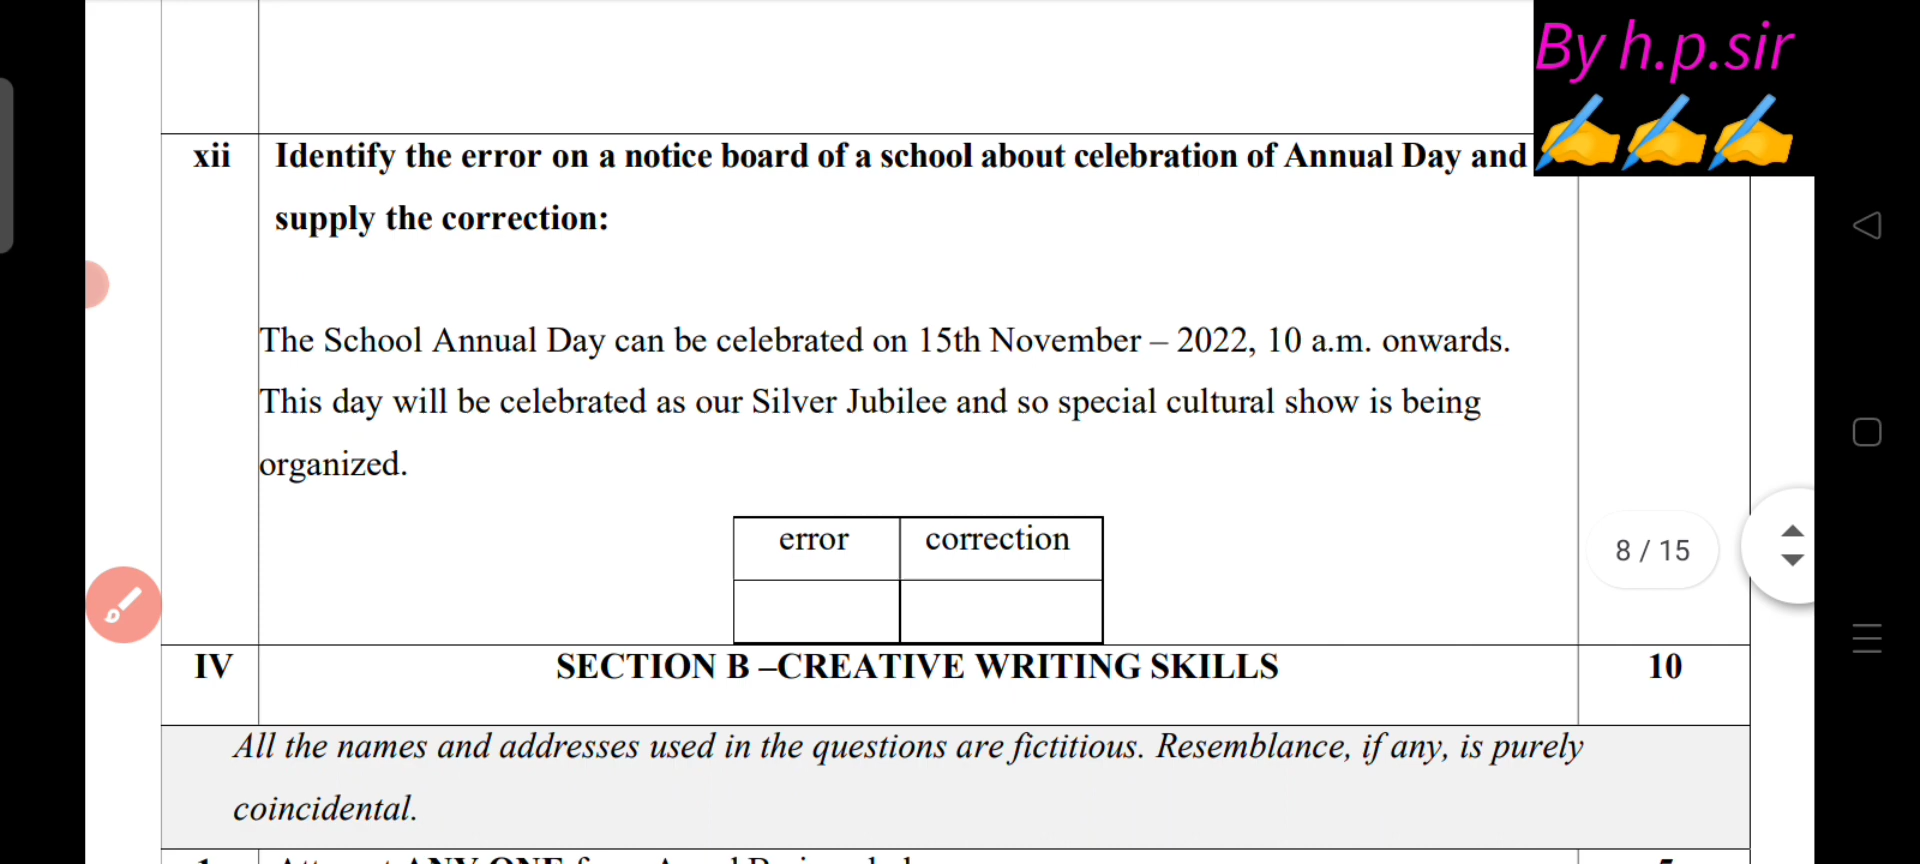 By h.p.sir
xii Identify the error on a notice board of a school about celebration of Annual Day and
supply the correction:
The School Annual Day can be celebrated on 15th November – 2022, 10 a.m. onwards.
This day will be celebrated as our Silver Jubilee and so special cultural show is being
organized.
error correction
8 / 15
IV SECTION B –CREATIVE WRITING SKILLS 10
All the names and addresses used in the questions are fictitious. Resemblance, if any, is purely
coincidental.
ANY ONE